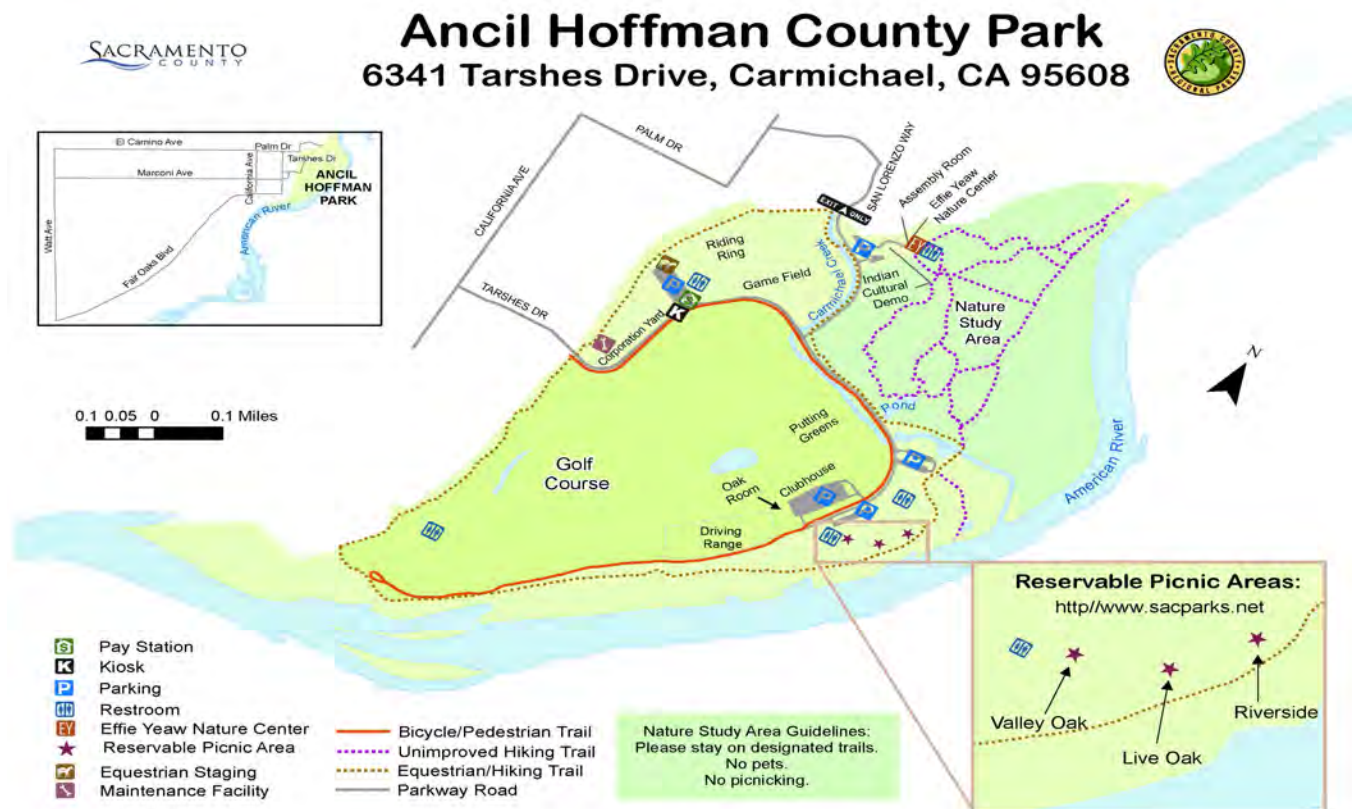 SACRAMENTO
COUNTY
Ancil Hoffman County Park
6341 Tarshes Drive, Carmichael, CA 95608
SACRAMENTO COUNTY
REGIONAL PARKS
El Camino Ave
Palm Dr
Tarshes Dr
Marconi Ave
California Ave
ANCIL
HOFFMAN
PARK
American River
Watt Ave
Fair Oaks Blvd
CALIFORNIA AVE
PALM DR
SAN LORENZO WAY
TARSHES DR
EXIT ONLY
Assembly Room
Effie Yeaw
Nature Center
EY
P
Riding
Ring
Game Field
Carmichael Creek
Indian
Cultural
Demo
Nature
Study
Area
P
S
K
Corporation Yard
0.1 0.05 0 0.1 Miles
Pond
Putting
Greens
P
Golf
Course
Oak
Room
Clubhouse
P
P
Driving
Range
American River
N
Reservable Picnic Areas:
http//www.sacparks.net
Valley Oak
Live Oak
Riverside
S Pay Station
K Kiosk
P Parking
Restroom
EY Effie Yeaw Nature Center
Reservable Picnic Area
Equestrian Staging
Maintenance Facility
Bicycle/Pedestrian Trail
Unimproved Hiking Trail
Equestrian/Hiking Trail
Parkway Road
Nature Study Area Guidelines:
Please stay on designated trails.
No pets.
No picnicking.